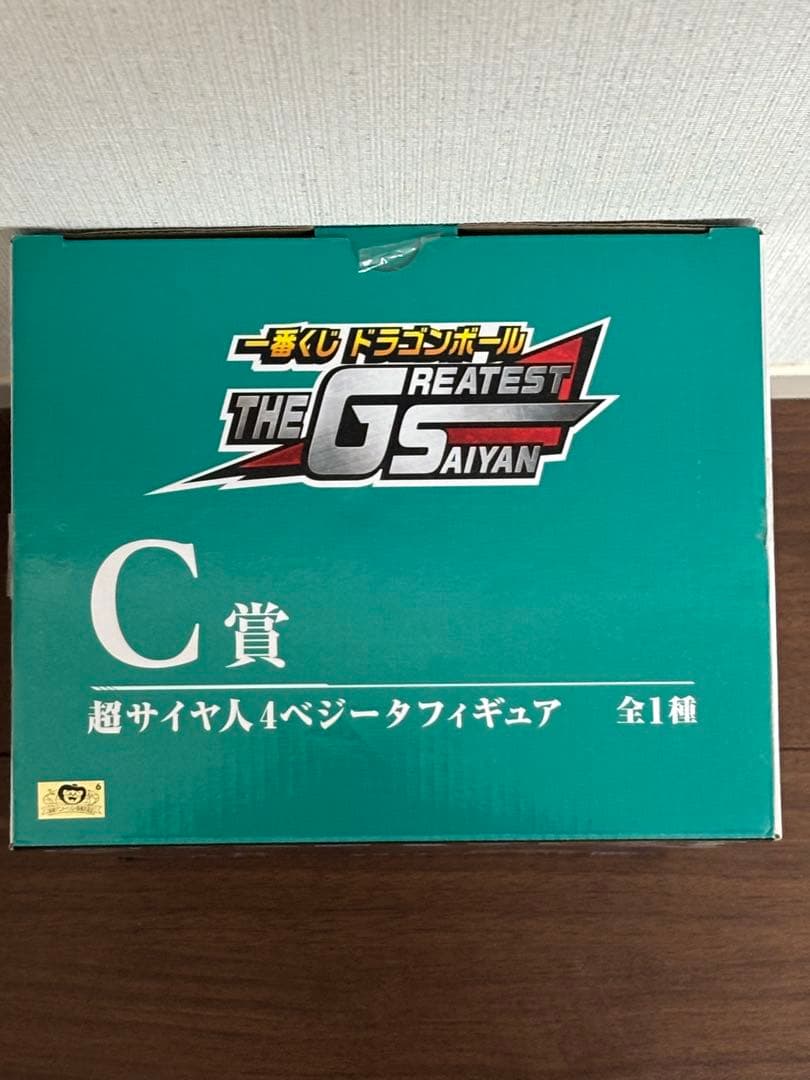 一番くじ ドラゴンボール
THE GREATEST
SAIYAN
C賞
超サイヤ人4ベジータフィギュア 全1種
6